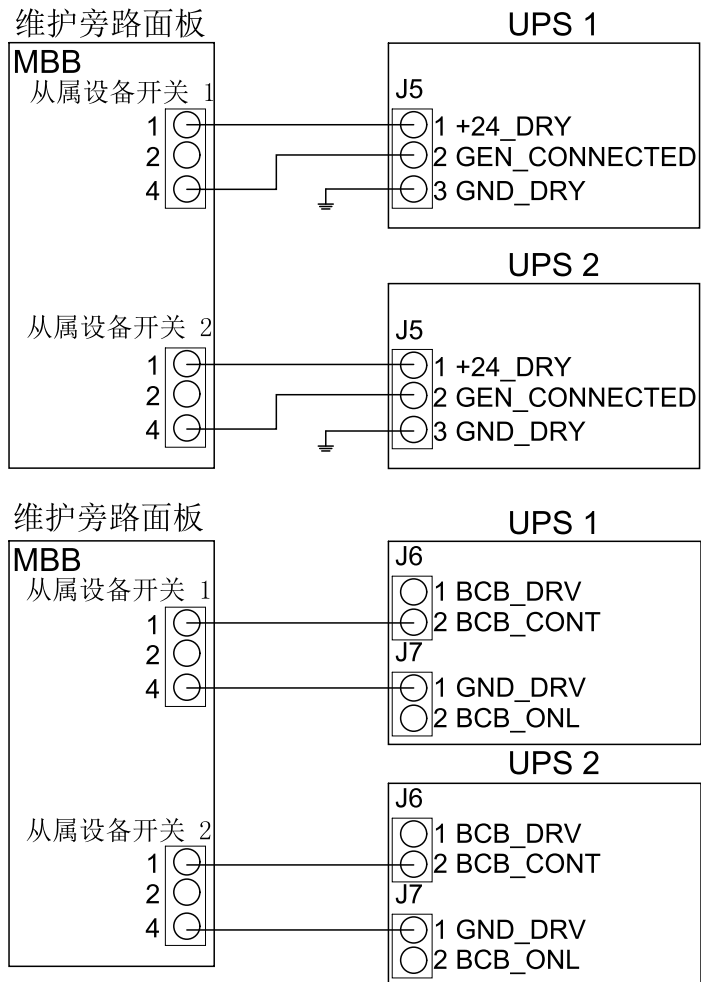 维护旁路面板
MBB
从属设备开关 1
1
2
4
UPS 1
J5
1 +24_DRY
2 GEN_CONNECTED
3 GND_DRY
从属设备开关 2
1
2
4
UPS 2
J5
1 +24_DRY
2 GEN_CONNECTED
3 GND_DRY
维护旁路面板
MBB
从属设备开关 1
1
2
4
UPS 1
J6
1 BCB_DRV
2 BCB_CONT
J7
1 GND_DRV
2 BCB_ONL
从属设备开关 2
1
2
4
UPS 2
J6
1 BCB_DRV
2 BCB_CONT
J7
1 GND_DRV
2 BCB_ONL